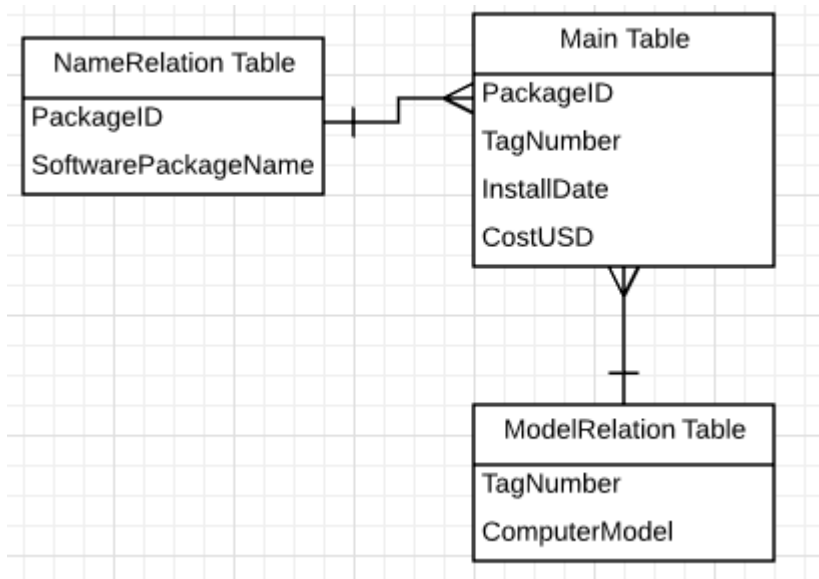 NameRelation Table
PackageID
SoftwarePackageName
Main Table
PackageID
TagNumber
InstallDate
CostUSD
ModelRelation Table
TagNumber
ComputerModel